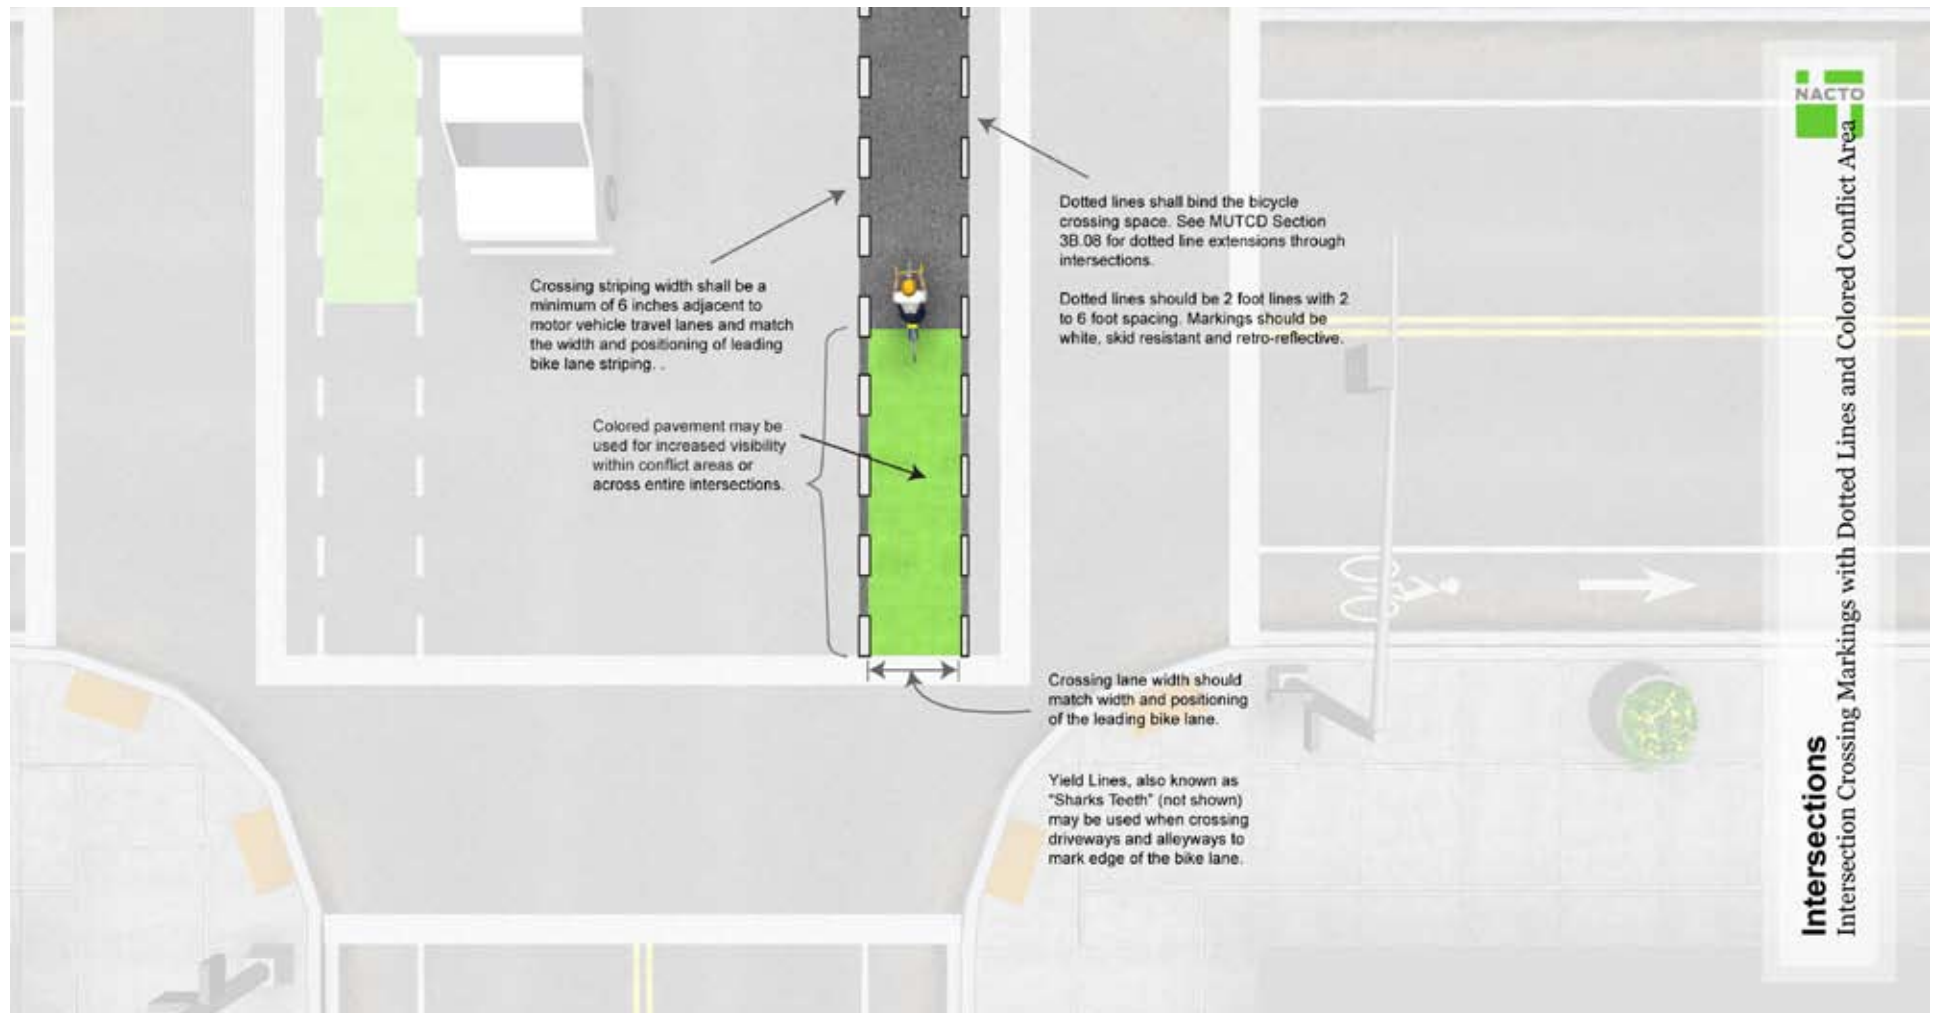 NACTO
Intersections
Intersection Crossing Markings with Dotted Lines and Colored Conflict Area
Dotted lines shall bind the bicycle
crossing space. See MUTCD Section
3B.08 for dotted line extensions through
intersections.
Dotted lines should be 2 foot lines with 2
to 6 foot spacing. Markings should be
white, skid resistant and retro-reflective.
Crossing striping width shall be a
minimum of 6 inches adjacent to
motor vehicle travel lanes and match
the width and positioning of leading
bike lane striping. .
Colored pavement may be
used for increased visibility
within conflict areas or
across entire intersections.
Crossing lane width should
match width and positioning
of the leading bike lane.
Yield Lines, also known as
"Sharks Teeth" (not shown)
may be used when crossing
driveways and alleyways to
mark edge of the bike lane.